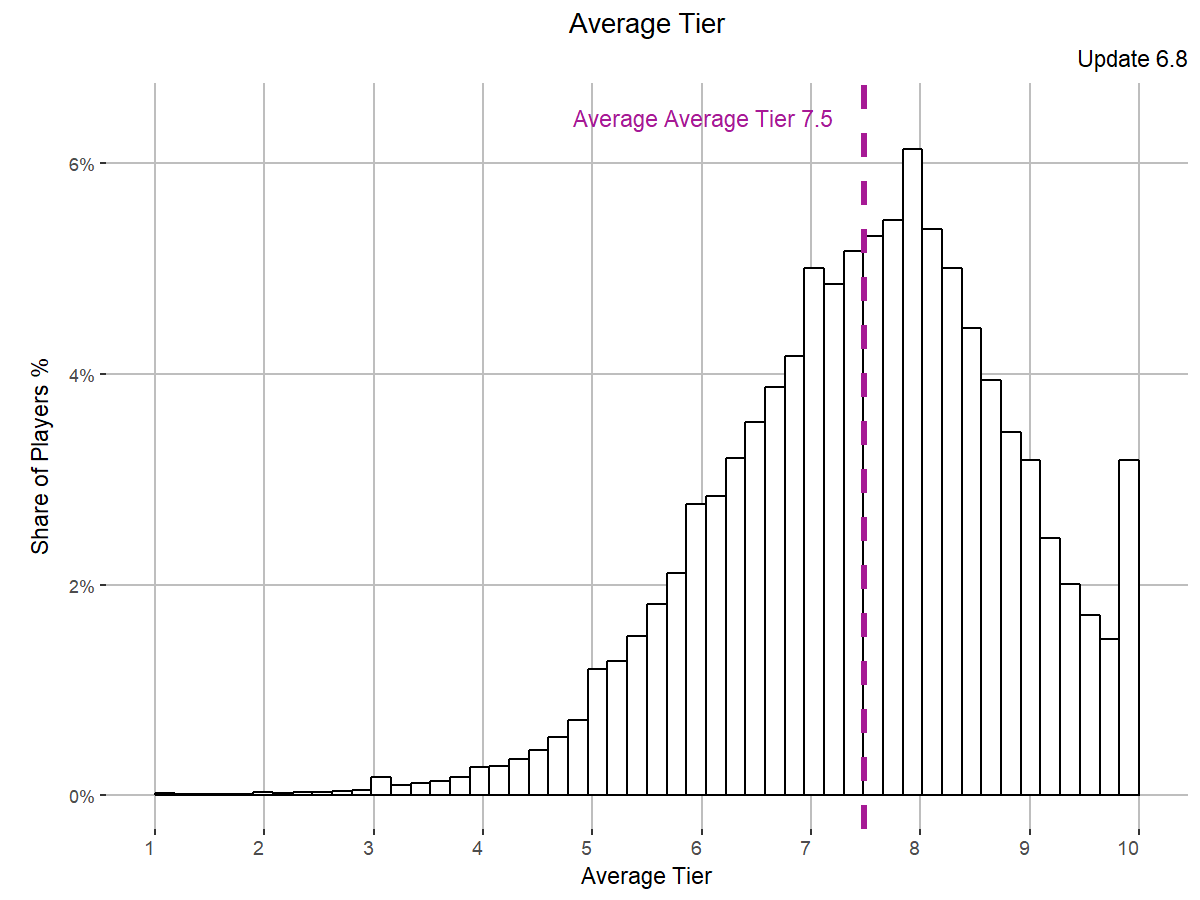 Average Tier
Update 6.8
Average Average Tier 7.5
6%
4%
2%
0%
Share of Players %
1 2 3 4 5 6 7 8 9 10
Average Tier